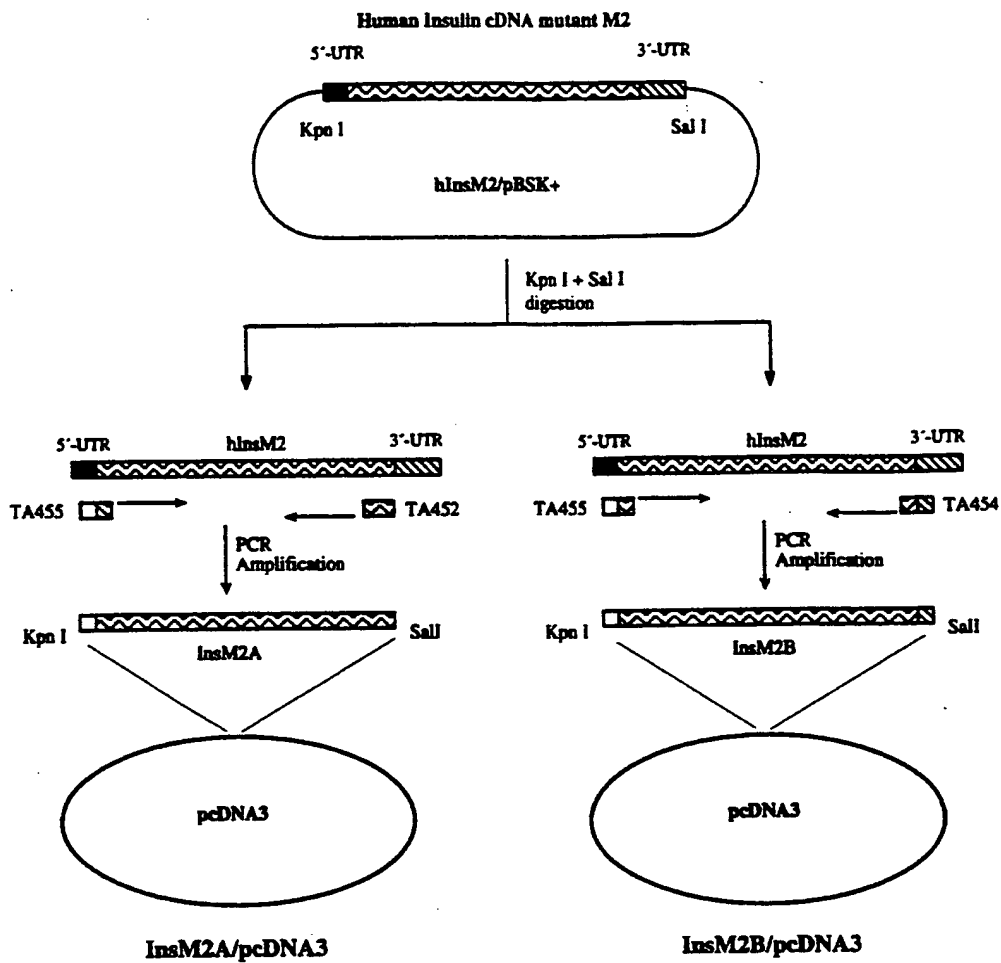 Human Insulin cDNA mutant M2
5´-UTR 3´-UTR
Kpn I Sal I
hInsM2/pBSK+
Kpn I + Sal I
digestion
5´-UTR hInsM2 3´-UTR
TA455 TA452
PCR
Amplification
Kpn I SalI
InsM2A
pcDNA3
InsM2A/pcDNA3
5´-UTR hInsM2 3´-UTR
TA455 TA454
PCR
Amplification
Kpn I SalI
InsM2B
pcDNA3
InsM2B/pcDNA3